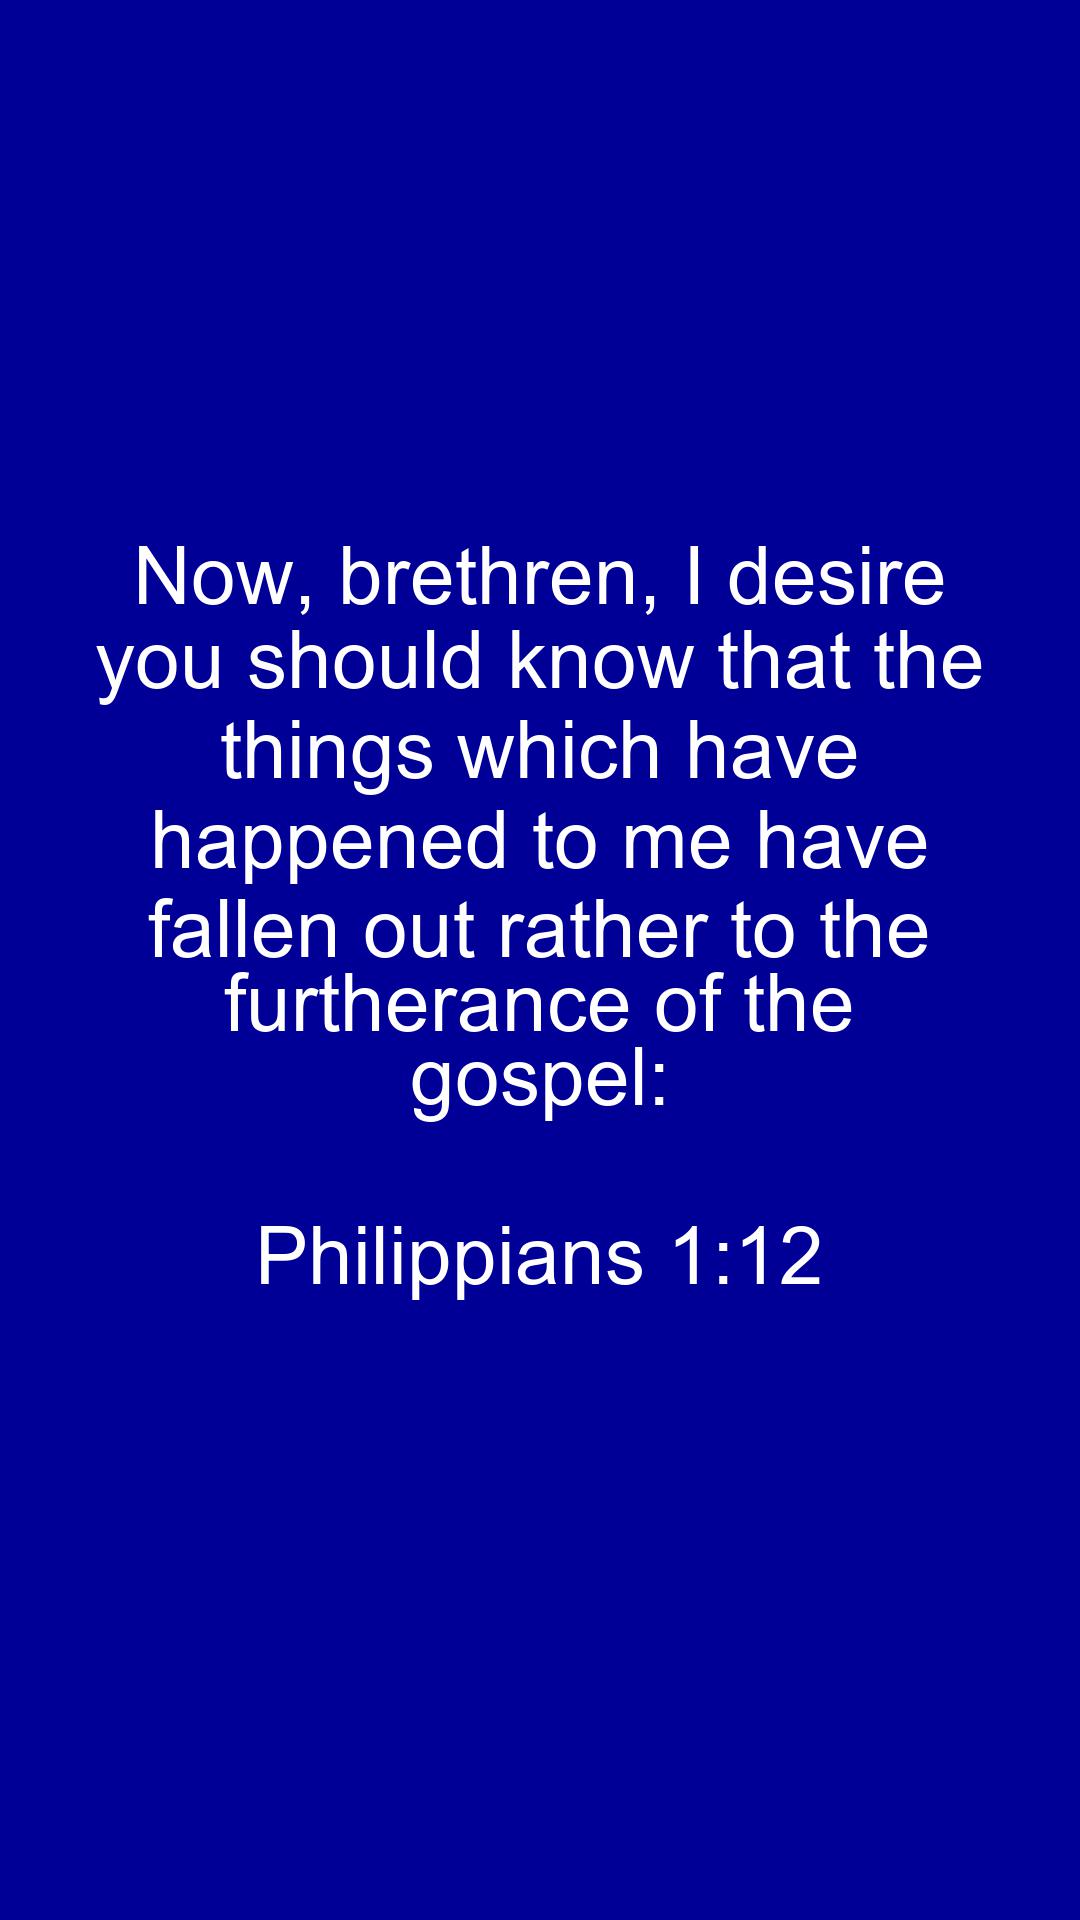 Now, brethren, I desire
you should know that the
things which have
happened to me have
fallen out rather to the
furtherance of the
gospel:
Philippians 1:12